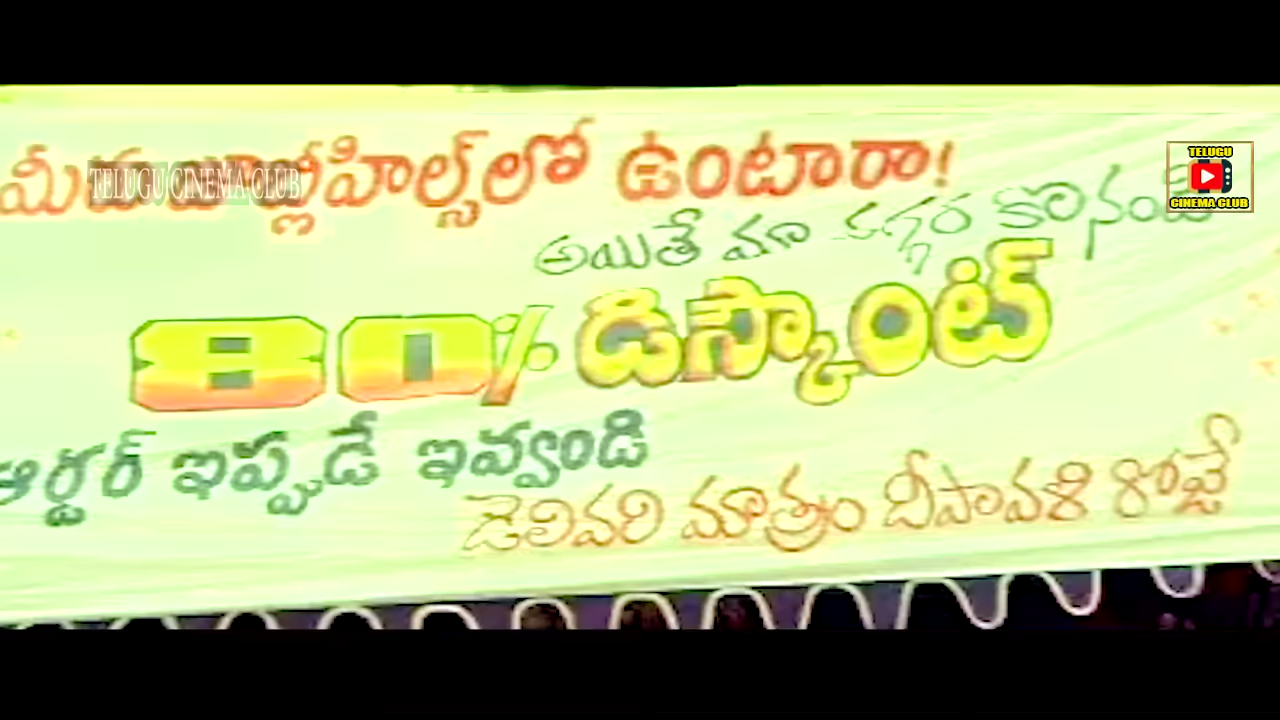 మీరు జూబ్లీహిల్స్‌లో ఉంటారా!
TELUGU CINEMA CLUB
TELUGU
CINEMA CLUB
అయితే మా దగ్గర కొనండి
80% డిస్కౌంట్
ఆర్డర్ ఇప్పుడే ఇవ్వండి
డెలివరి మాత్రం దీపావళి రోజే